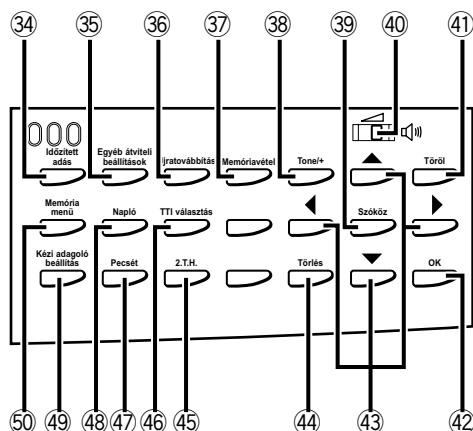 34 35 36 37 38 39 40 41
Időzített
adás
Egyéb átviteli
beállítások
Újratovábbítás
Memóriavétel
Tone/+
Töröl
Memória
menü
Napló
TTI választás
Szóköz
Kézi adagoló
beállítás
Pecsét
2.T.H.
Törlés
OK
50 49 48 47 46 45 44 43 42